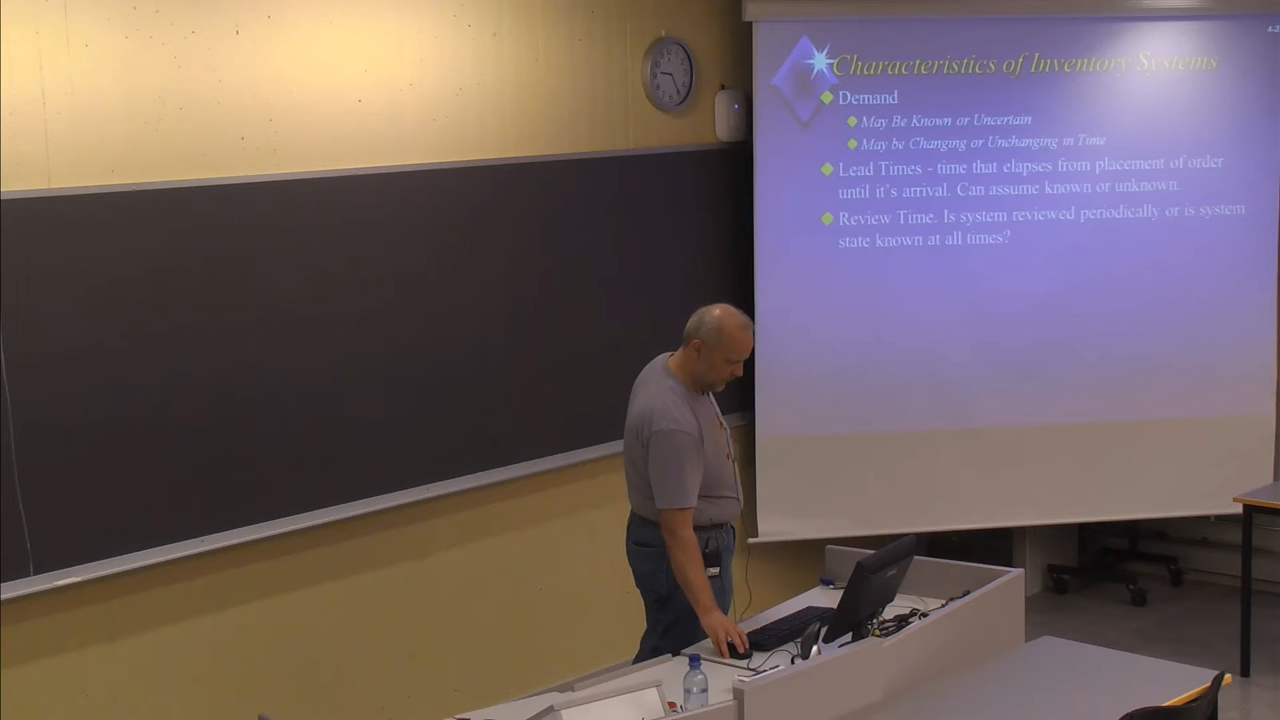 Characteristics of Inventory Systems
Demand
May Be Known or Uncertain
May be Changing or Unchanging in Time
Lead Times - time that elapses from placement of order
until it's arrival. Can assume known or unknown.
Review Time. Is system reviewed periodically or is system
state known at all times?